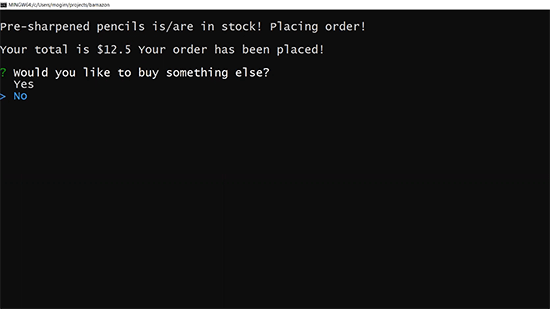 MINGW64:/c/Users/mogim/projects/Bamazon
Pre-sharpened pencils is/are in stock! Placing order!
Your total is $12.5 Your order has been placed!
? Would you like to buy something else?
Yes
> No